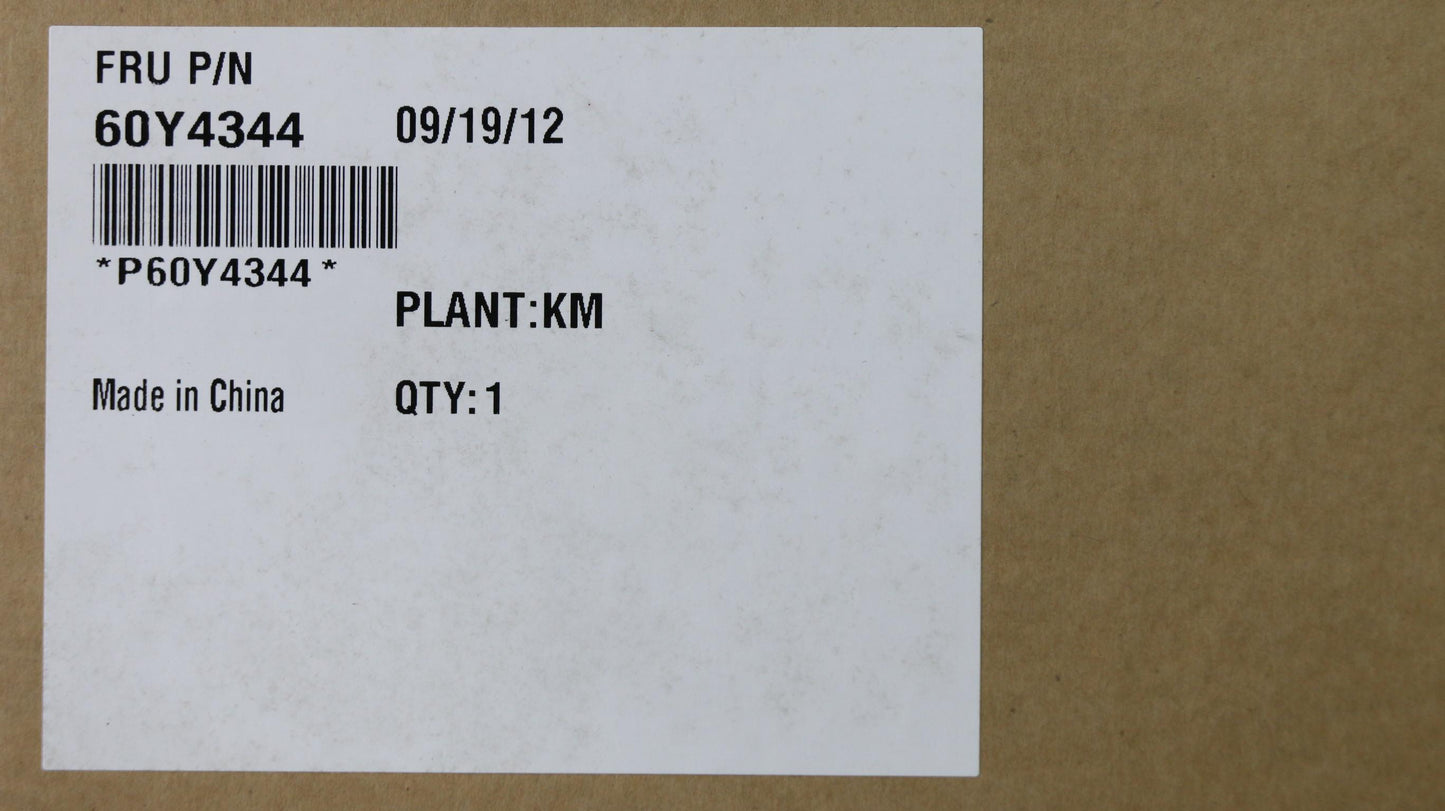 FRU P/N
60Y4344 09/19/12
*P60Y4344*
PLANT:KM
Made in China QTY: 1